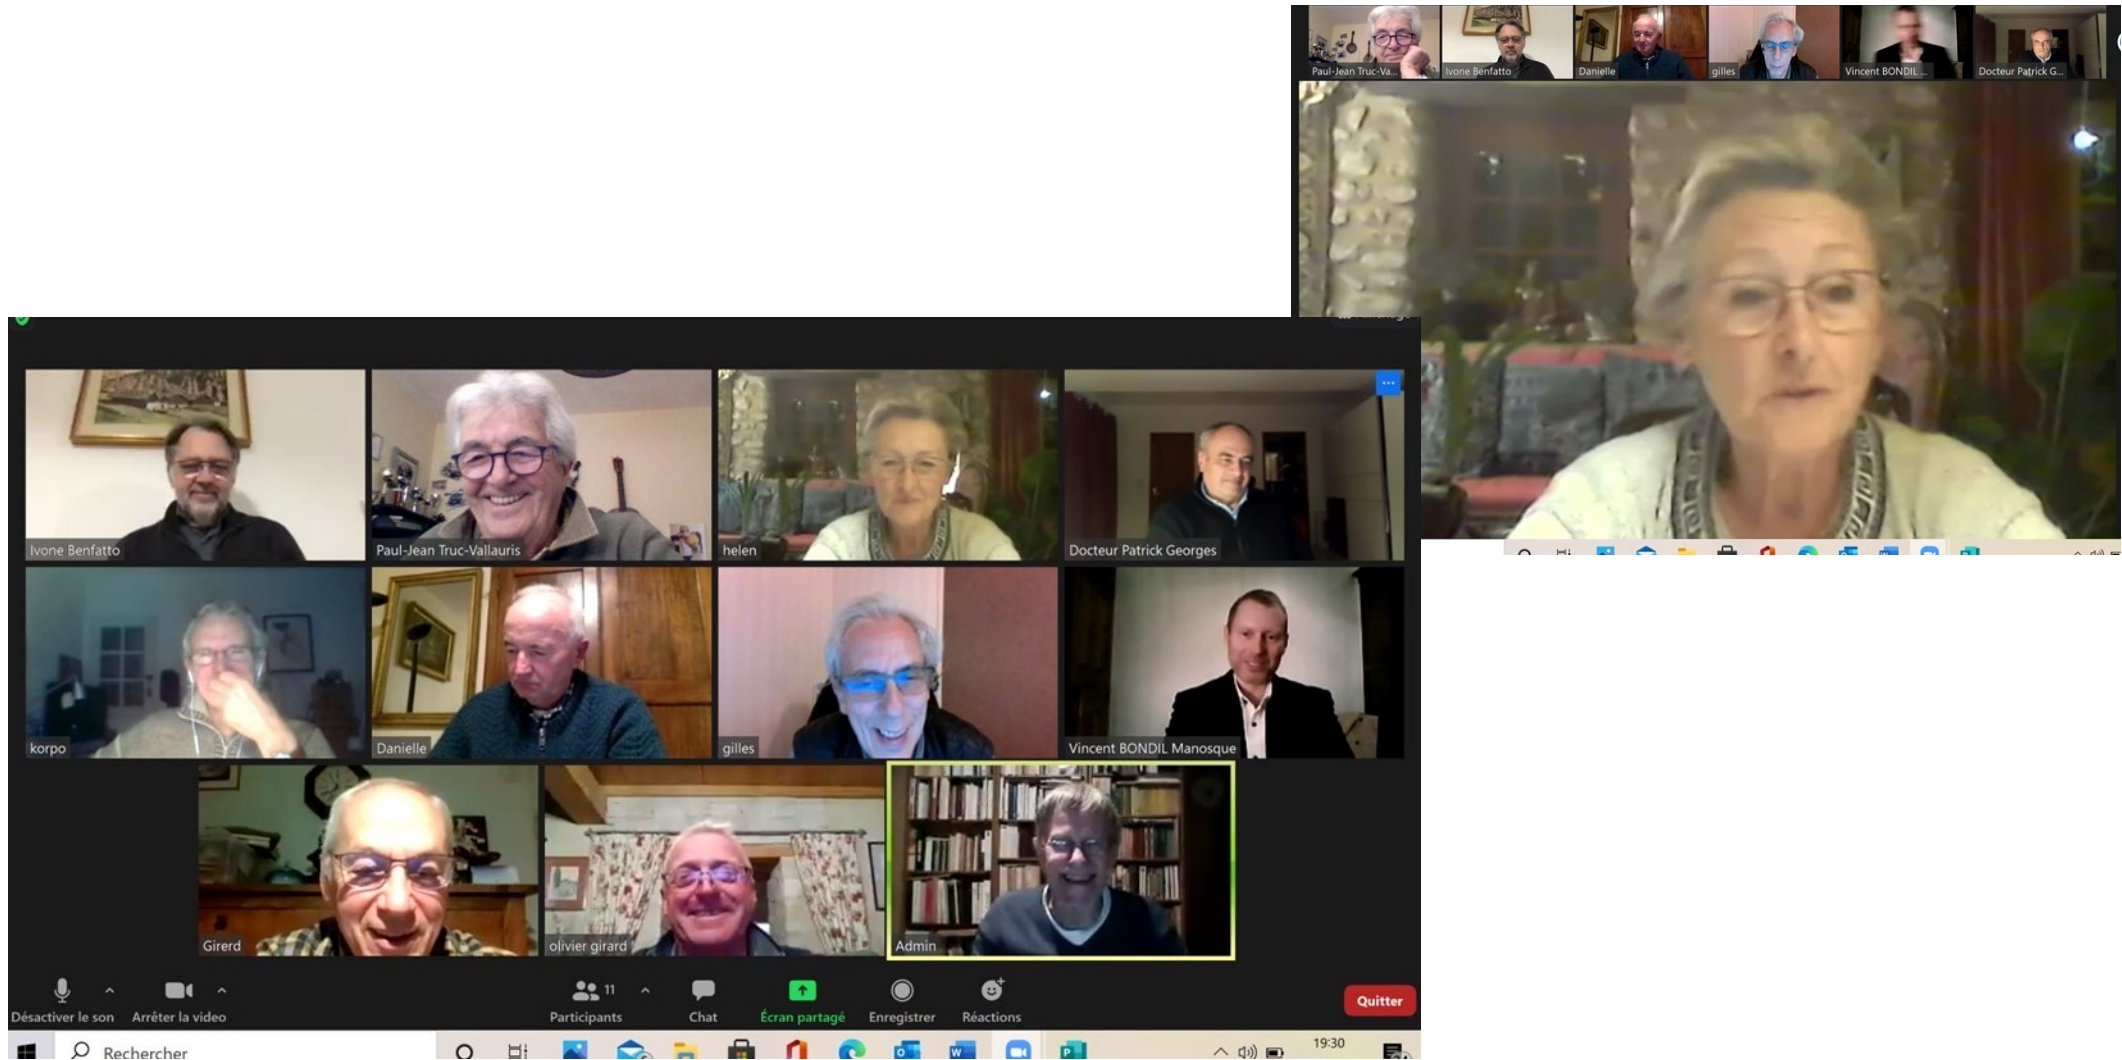 Paul-Jean Truc-Va...
Ivone Benfatto
Danielle
gilles
Vincent BONDIL ...
Docteur Patrick G...
Ivone Benfatto
Paul-Jean Truc-Vallauris
helen
Docteur Patrick Georges
korpo
Danielle
gilles
Vincent BONDIL Manosque
Girerd
olivier girard
Admin
11
Désactiver le son
Arrêter la video
Participants
Chat
Écran partagé
Enregistrer
Réactions
Quitter
Rechercher
19:30